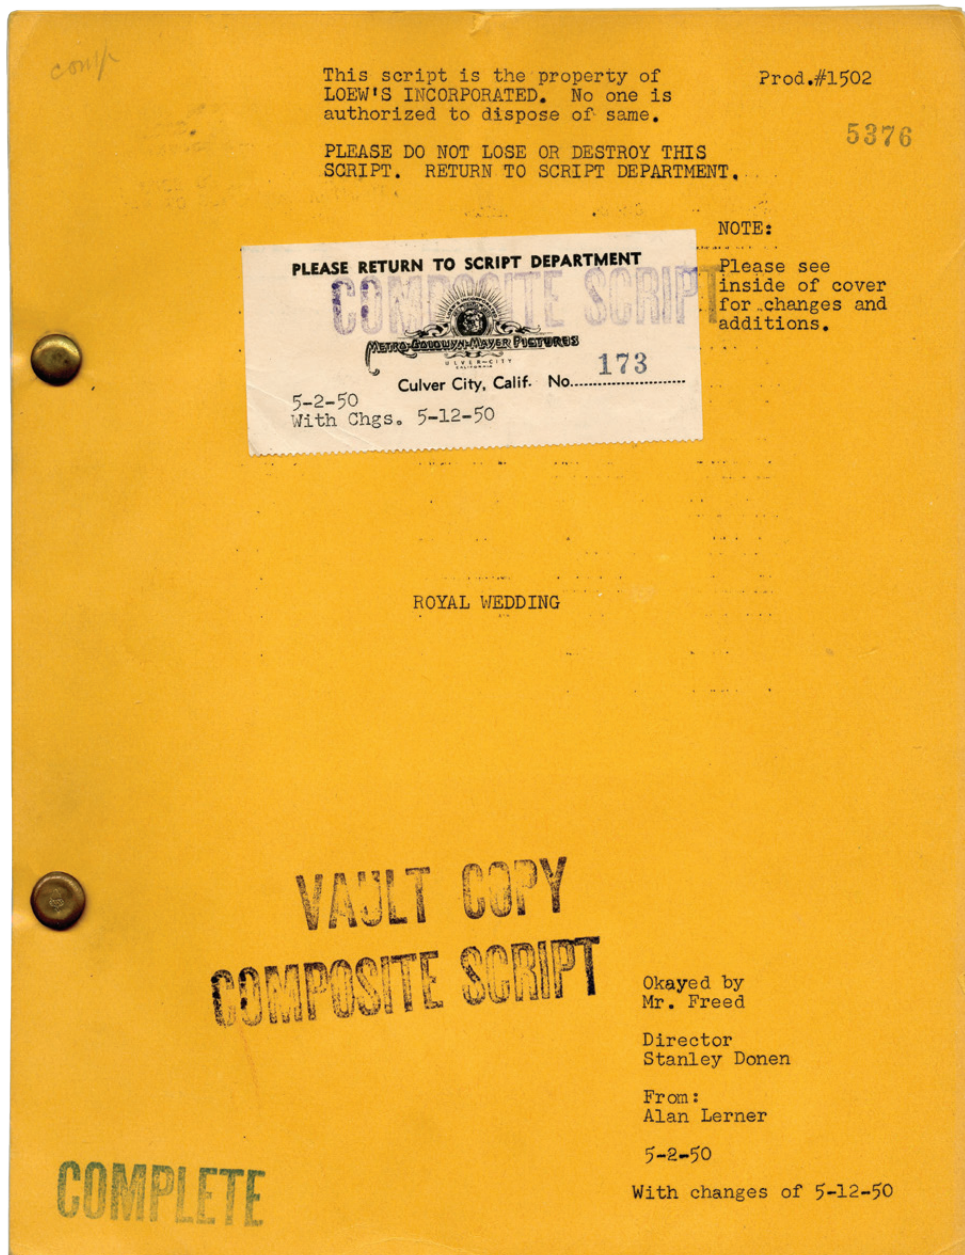 comp
This script is the property of
LOEW'S INCORPORATED. No one is
authorized to dispose of same.
Prod.#1502
5376
PLEASE DO NOT LOSE OR DESTROY THIS
SCRIPT. RETURN TO SCRIPT DEPARTMENT.
NOTE:
Please see
inside of cover
for changes and
additions.
PLEASE RETURN TO SCRIPT DEPARTMENT
COMPOSITE SCRIPT
METRO-GOLDWYN-MAYER PICTURES
CULVER-CITY
CALIFORNIA
Culver City, Calif. No. 173
5-2-50
With Chgs. 5-12-50
ROYAL WEDDING
VAULT COPY
COMPOSITE SCRIPT
Okayed by
Mr. Freed
Director
Stanley Donen
From:
Alan Lerner
5-2-50
With changes of 5-12-50
COMPLETE